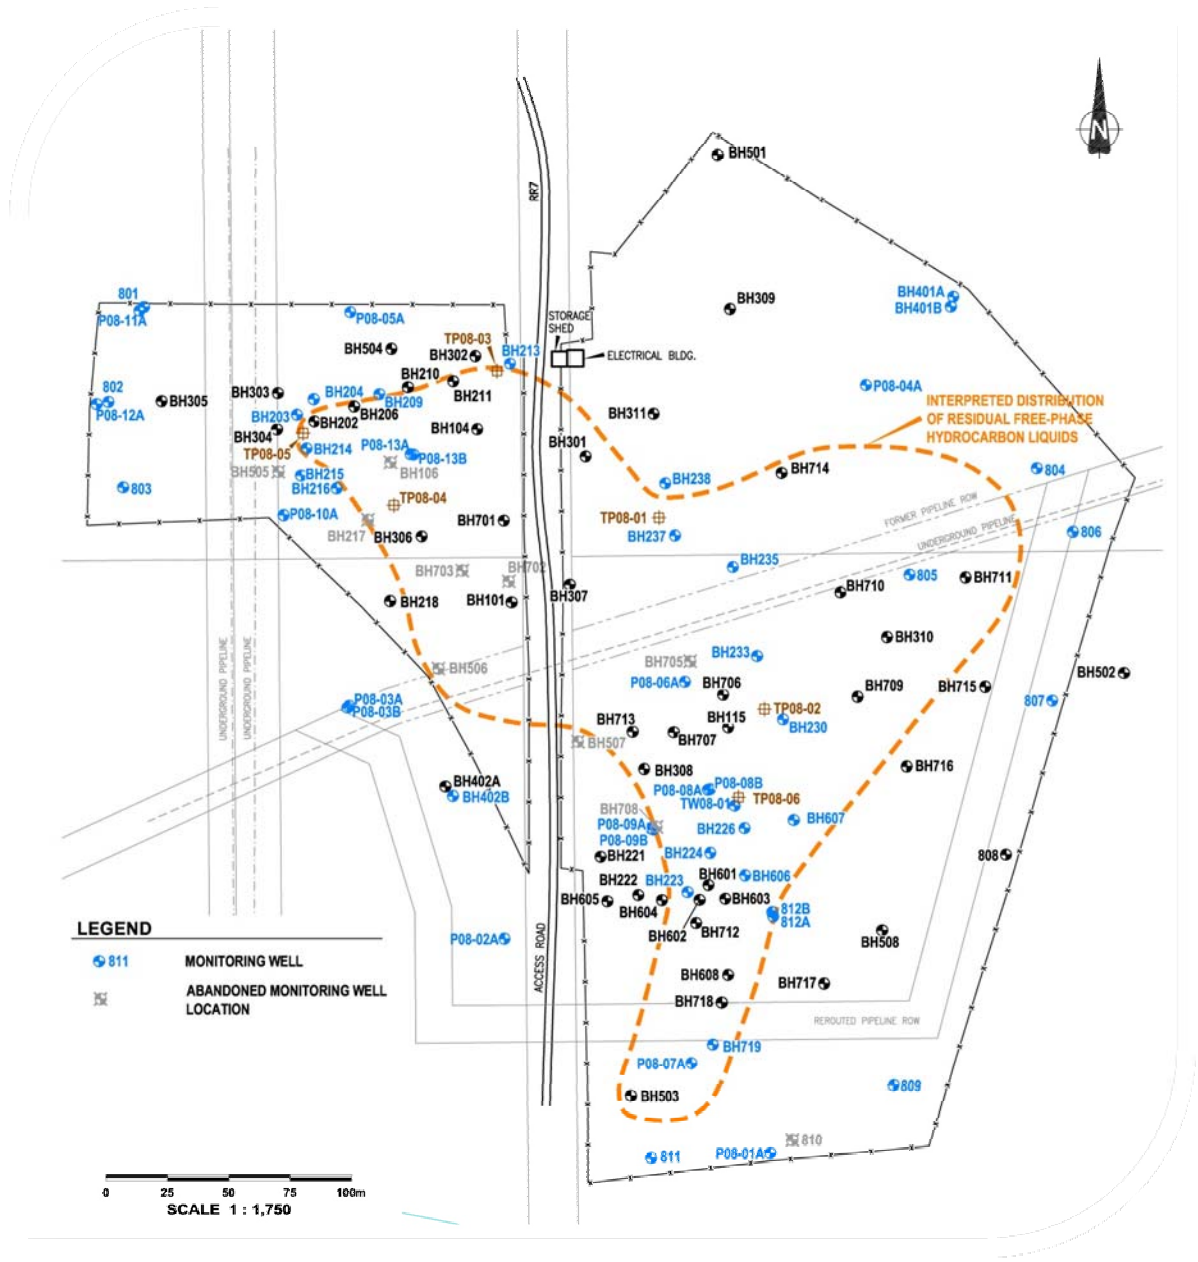 N
BH501
RR7
801
P08-11A
P08-05A
BH401A
BH401B
BH309
STORAGE
SHED
TP08-03
BH504
BH302
BH213
ELECTRICAL BLDG.
BH210
BH211
P08-04A
802
P08-12A
BH305
BH303
BH204
BH209
BH203
BH202
BH206
INTERPRETED DISTRIBUTION
OF RESIDUAL FREE-PHASE
HYDROCARBON LIQUIDS
BH311
BH304
BH104
BH301
TP08-05
BH214
P08-13A
P08-13B
BH505
BH215
BH106
BH714
804
803
BH216
BH238
TP08-04
P08-10A
BH217
BH306
BH701
TP08-01
BH237
FORMER PIPELINE ROW
UNDERGROUND PIPELINE
806
BH703
BH702
BH235
805
BH711
BH218
BH101
BH307
BH710
BH310
UNDERGROUND PIPELINE
UNDERGROUND PIPELINE
BH506
BH705
BH233
P08-06A
BH706
BH709
BH715
BH502
807
P08-03A
P08-03B
TP08-02
BH713
BH115
BH230
BH507
BH707
BH308
BH716
BH402A
BH402B
P08-08A
P08-08B
TW08-01
TP08-06
BH708
P08-09A
P08-09B
BH226
BH607
BH221
BH224
808
BH222
BH223
BH601
BH606
BH605
BH604
BH603
812B
812A
BH602
BH712
BH508
P08-02A
ACCESS ROAD
LEGEND
811 MONITORING WELL
ABANDONED MONITORING WELL
LOCATION
BH608
BH717
BH718
REROUTED PIPELINE ROW
BH719
P08-07A
809
BH503
810
811
P08-01A
0 25 50 75 100m
SCALE 1 : 1,750